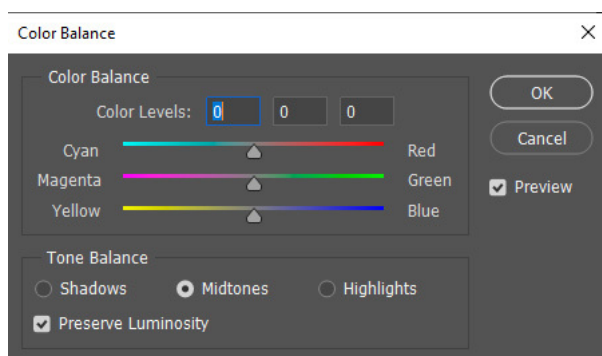 Color Balance
Color Balance
Color Levels: 0 0 0
OK
Cancel
Preview
Cyan Red
Magenta Green
Yellow Blue
Tone Balance
Shadows Midtones Highlights
Preserve Luminosity